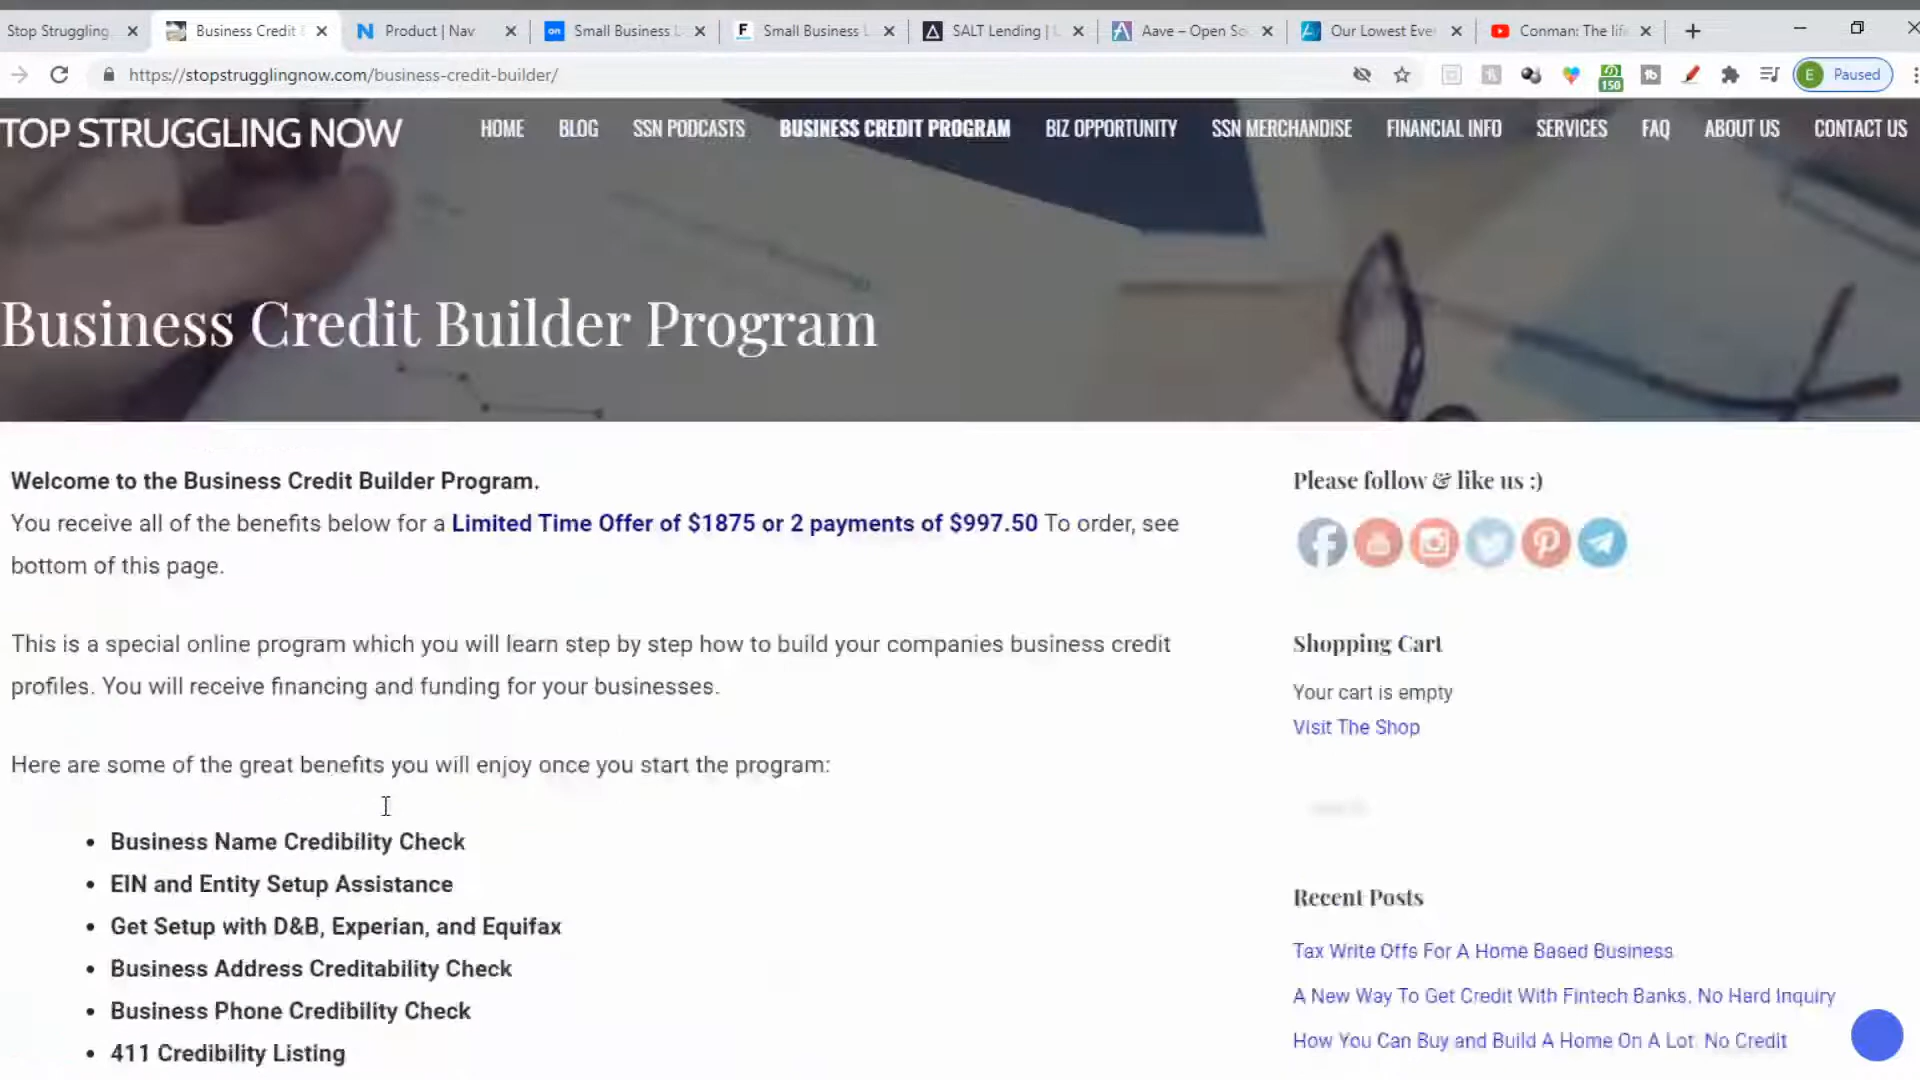 Stop Struggling
Business Credit
Product | Nav
Small Business
Small Business
SALT Lending |
Aave – Open So
Our Lowest Eve
Conman: The lif
https://stopstrugglingnow.com/business-credit-builder/
150
E
Paused
TOP STRUGGLING NOW
HOME
BLOG
SSN PODCASTS
BUSINESS CREDIT PROGRAM
BIZ OPPORTUNITY
SSN MERCHANDISE
FINANCIAL INFO
SERVICES
FAQ
ABOUT US
CONTACT US
Business Credit Builder Program
Welcome to the Business Credit Builder Program.
You receive all of the benefits below for a Limited Time Offer of $1875 or 2 payments of $997.50 To order, see
bottom of this page.
This is a special online program which you will learn step by step how to build your companies business credit
profiles. You will receive financing and funding for your businesses.
Here are some of the great benefits you will enjoy once you start the program:
• Business Name Credibility Check
• EIN and Entity Setup Assistance
• Get Setup with D&B, Experian, and Equifax
• Business Address Creditability Check
• Business Phone Credibility Check
• 411 Credibility Listing
Please follow & like us :)
Shopping Cart
Your cart is empty
Visit The Shop
Recent Posts
Tax Write Offs For A Home Based Business
A New Way To Get Credit With Fintech Banks, No Hard Inquiry
How You Can Buy and Build A Home On A Lot, No Credit